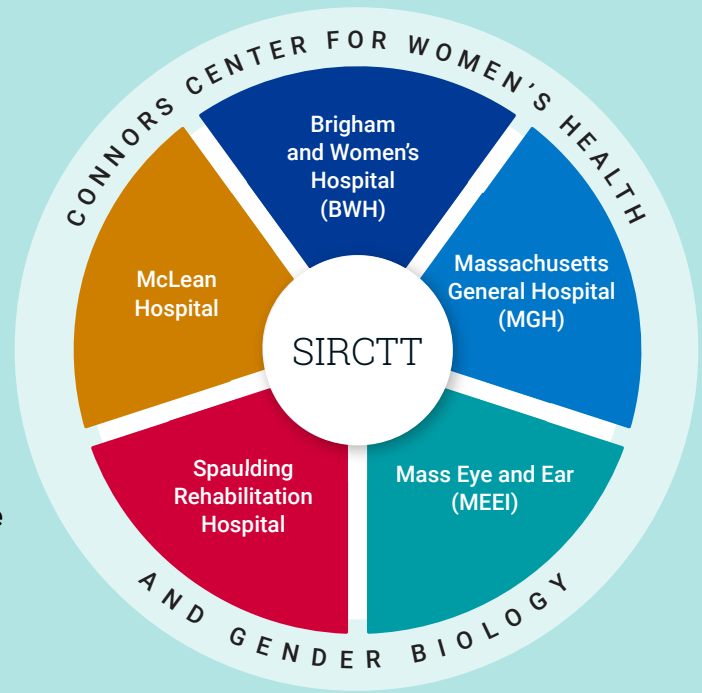 CONNORS CENTER FOR WOMEN'S HEALTH
Brigham
and Women's
Hospital
(BWH)
McLean
Hospital
Massachusetts
General Hospital
(MGH)
SIRCTT
Spaulding
Rehabilitation
Hospital
Mass Eye and Ear
(MEEI)
AND GENDER BIOLOGY
e